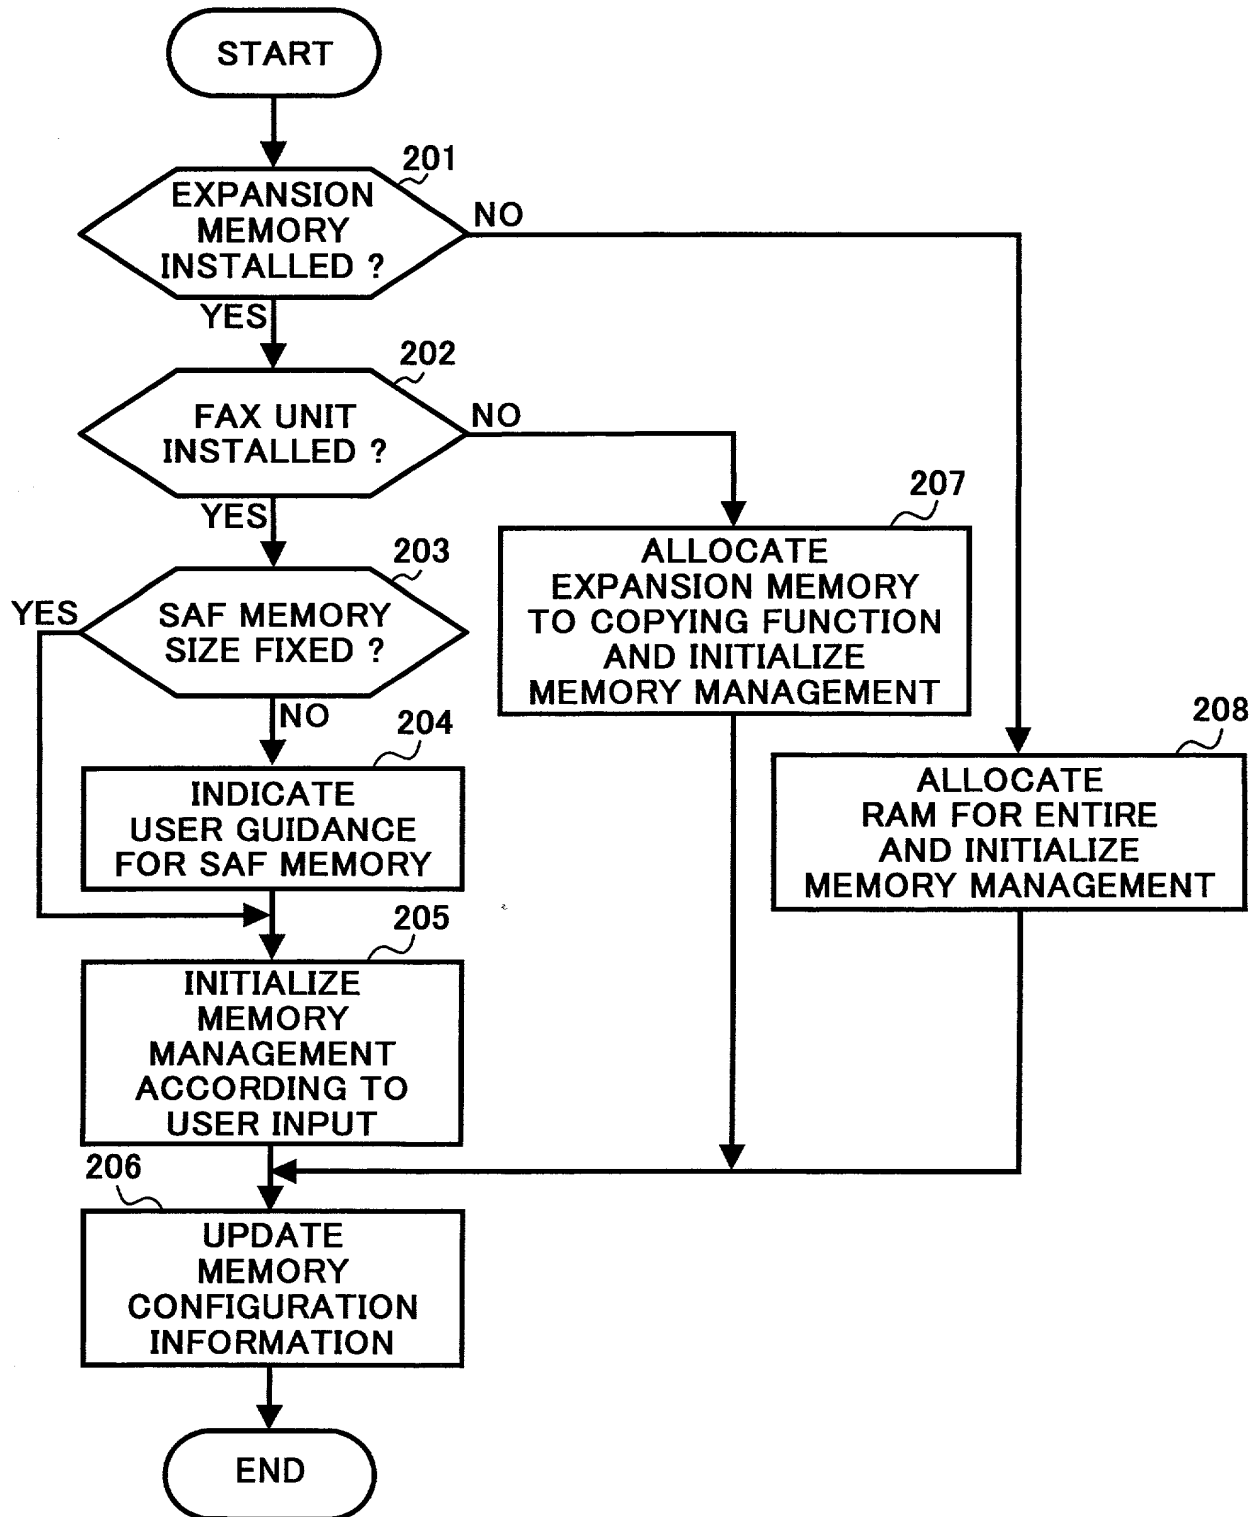 START
201
EXPANSION
MEMORY
INSTALLED ?
NO
YES
202
FAX UNIT
INSTALLED ?
NO
YES
207
ALLOCATE
EXPANSION MEMORY
TO COPYING FUNCTION
AND INITIALIZE
MEMORY MANAGEMENT
203
YES
SAF MEMORY
SIZE FIXED ?
NO
208
ALLOCATE
RAM FOR ENTIRE
AND INITIALIZE
MEMORY MANAGEMENT
204
INDICATE
USER GUIDANCE
FOR SAF MEMORY
205
INITIALIZE
MEMORY
MANAGEMENT
ACCORDING TO
USER INPUT
206
UPDATE
MEMORY
CONFIGURATION
INFORMATION
END